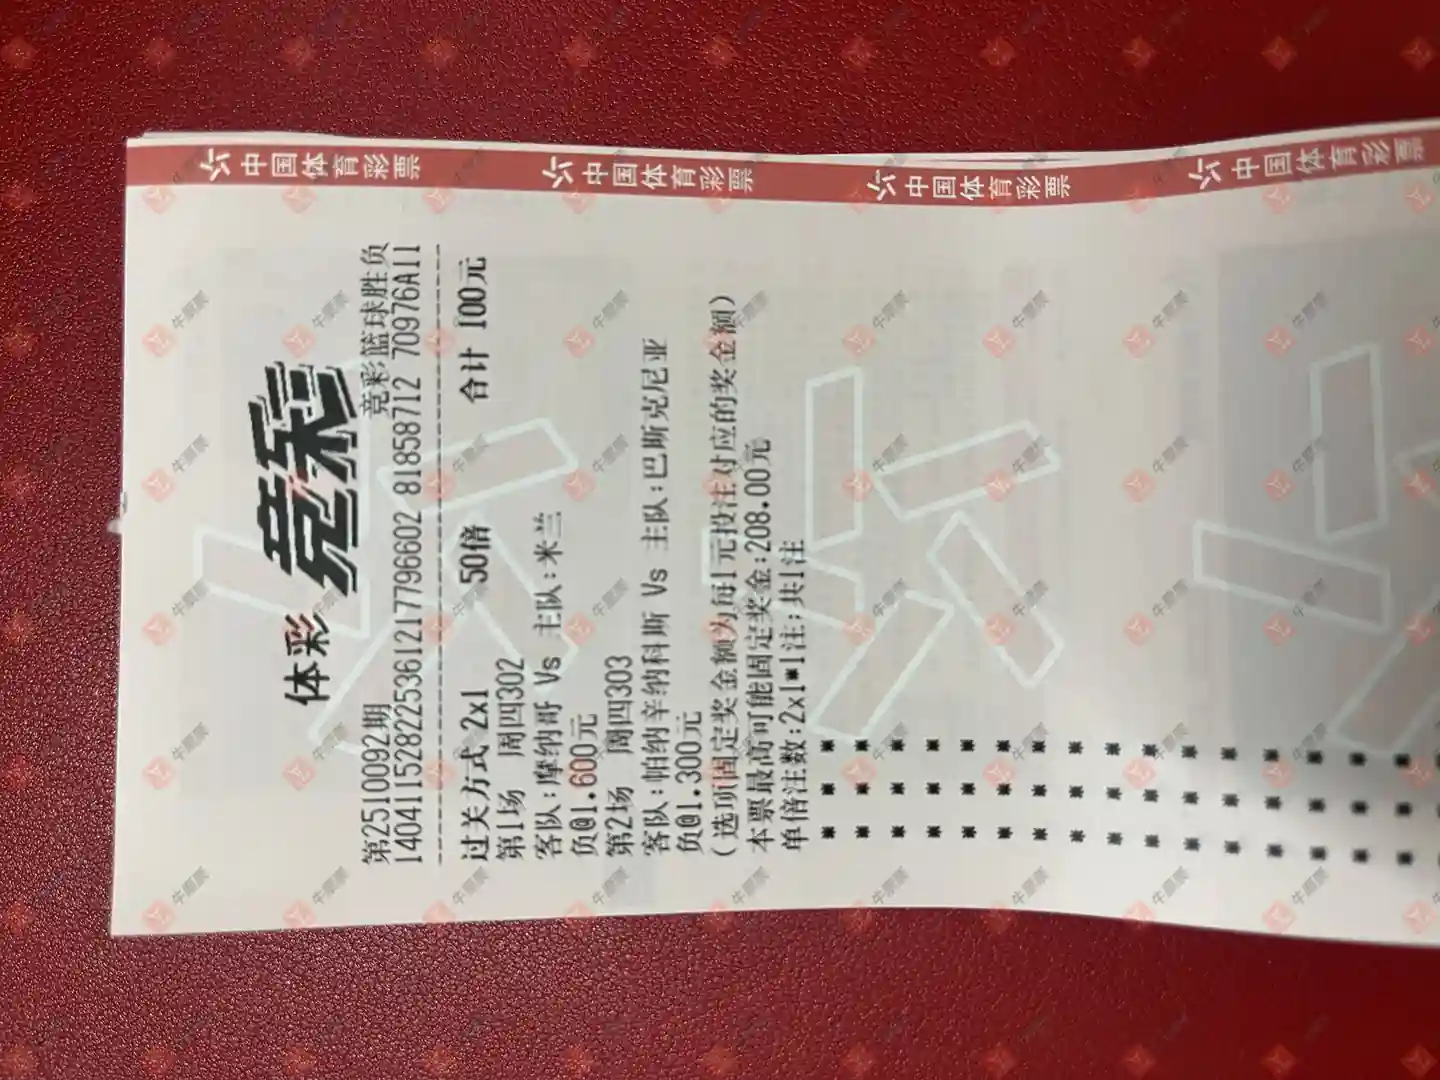 中国体育彩票 中国体育彩票 中国体育彩票 中国体育彩票
体彩 竞彩
第2510092期 竞彩篮球胜负
14041152822536121779660​2 81858712 70976A11
过关方式 2x1 50倍 合计 100元
第1场 周四302
客队:摩纳哥 Vs 主队:米兰
负@1.600元
第2场 周四303
客队:帕纳辛纳科斯 Vs 主队:巴斯克尼亚
负@1.300元
(选项固定奖金额为每1元投注对应的奖金额)
本票最高可能固定奖金:208.00元
单倍注数:2x1*1注;共1注